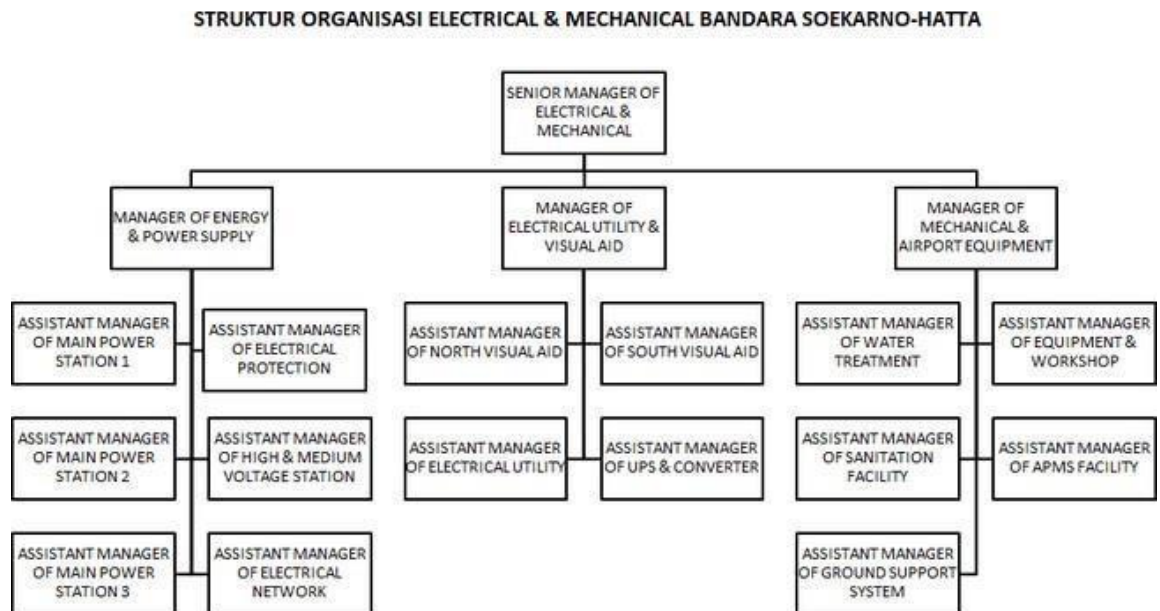 STRUKTUR ORGANISASI ELECTRICAL & MECHANICAL BANDARA SOEKARNO-HATTA
SENIOR MANAGER OF
ELECTRICAL &
MECHANICAL
MANAGER OF ENERGY
& POWER SUPPLY
MANAGER OF
ELECTRICAL UTILITY &
VISUAL AID
MANAGER OF
MECHANICAL &
AIRPORT EQUIPMENT
ASSISTANT MANAGER
OF MAIN POWER
STATION 1
ASSISTANT MANAGER
OF ELECTRICAL
PROTECTION
ASSISTANT MANAGER
OF NORTH VISUAL AID
ASSISTANT MANAGER
OF SOUTH VISUAL AID
ASSISTANT MANAGER
OF WATER
TREATMENT
ASSISTANT MANAGER
OF EQUIPMENT &
WORKSHOP
ASSISTANT MANAGER
OF MAIN POWER
STATION 2
ASSISTANT MANAGER
OF HIGH & MEDIUM
VOLTAGE STATION
ASSISTANT MANAGER
OF ELECTRICAL UTILITY
ASSISTANT MANAGER
OF UPS & CONVERTER
ASSISTANT MANAGER
OF SANITATION
FACILITY
ASSISTANT MANAGER
OF APMS FACILITY
ASSISTANT MANAGER
OF MAIN POWER
STATION 3
ASSISTANT MANAGER
OF ELECTRICAL
NETWORK
ASSISTANT MANAGER
OF GROUND SUPPORT
SYSTEM